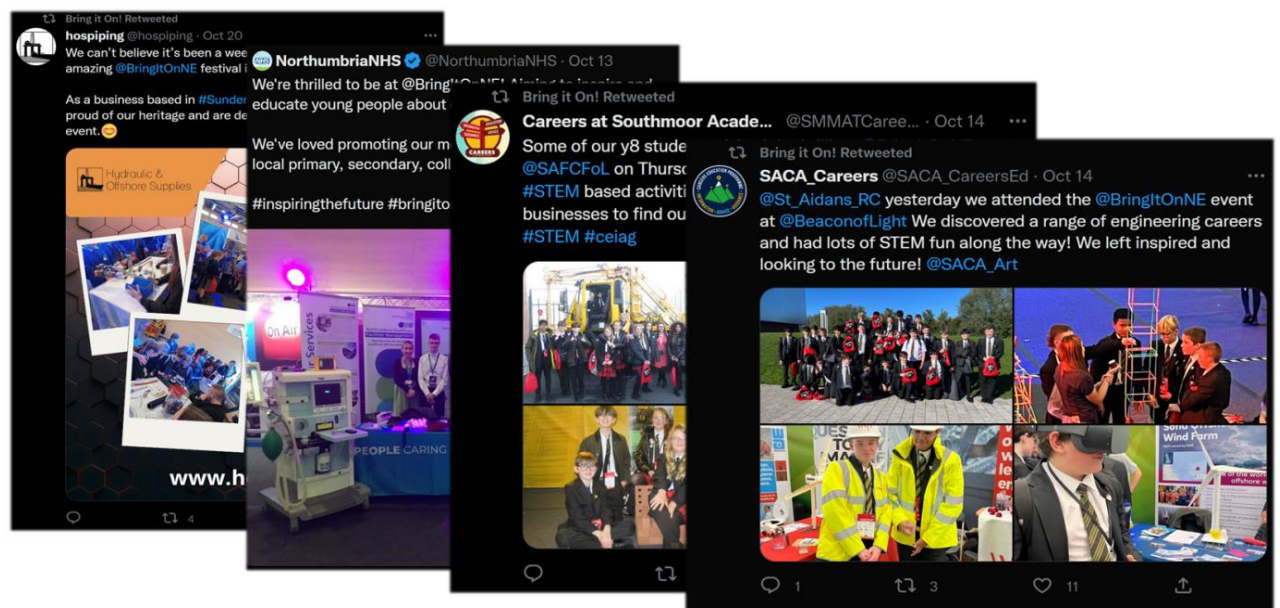 Bring it On! Retweeted
hospiping @hospiping · Oct 20
We can't believe it's been a wee
amazing @BringItOnNE festival i
As a business based in #Sunder
proud of our heritage and are de
event.😊
Hydraulic &
Offshore Supplies
www.h
4
NorthumbriaNHS @NorthumbriaNHS · Oct 13
We're thrilled to be at @Bring
educate young people about
We've loved promoting our m
local primary, secondary, coll
#inspiringthefuture #bringito
On Air
r Services
PEOPLE CARING
Bring it On! Retweeted
Careers at Southmoor Acade... @SMMATCaree... · Oct 14
Some of our y8 stude
@SAFCFoL on Thursc
#STEM based activiti
businesses to find ou
#STEM #ceiag
CAREERS
Bring it On! Retweeted
SACA_Careers @SACA_CareersEd · Oct 14
@St_Aidans_RC yesterday we attended the @BringItOnNE event
at @BeaconofLight We discovered a range of engineering careers
and had lots of STEM fun along the way! We left inspired and
looking to the future! @SACA_Art
Wind Farm
1 3 11